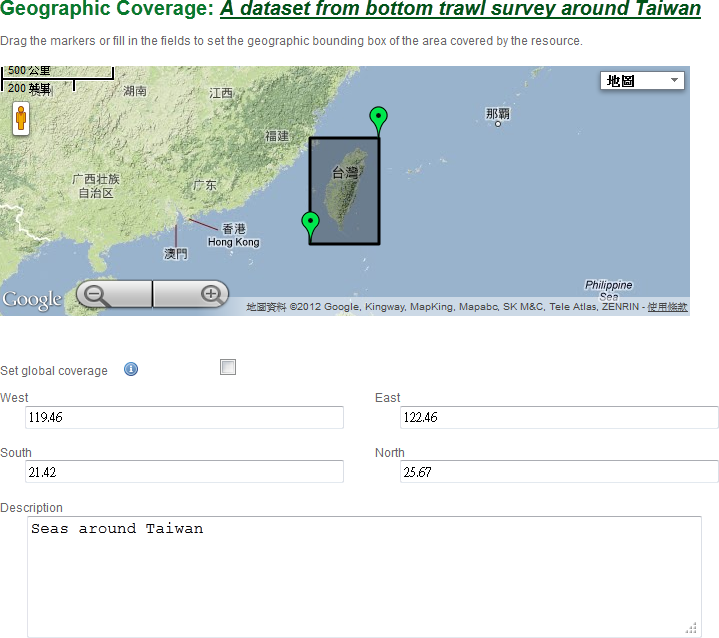 Geographic Coverage: A dataset from bottom trawl survey around Taiwan
Drag the markers or fill in the fields to set the geographic bounding box of the area covered by the resource.
500 公里
200 英里
地圖
湖南
江西
那霸
福建
台灣
广西壮族
自治区
广东
香港
Hong Kong
澳門
Philippine
Sea
Google
地圖資料 ©2012 Google, Kingway, MapKing, Mapabc, SK M&C, Tele Atlas, ZENRIN - 使用條款
Set global coverage
West
East
119.46
122.46
South
North
21.42
25.67
Description
Seas around Taiwan